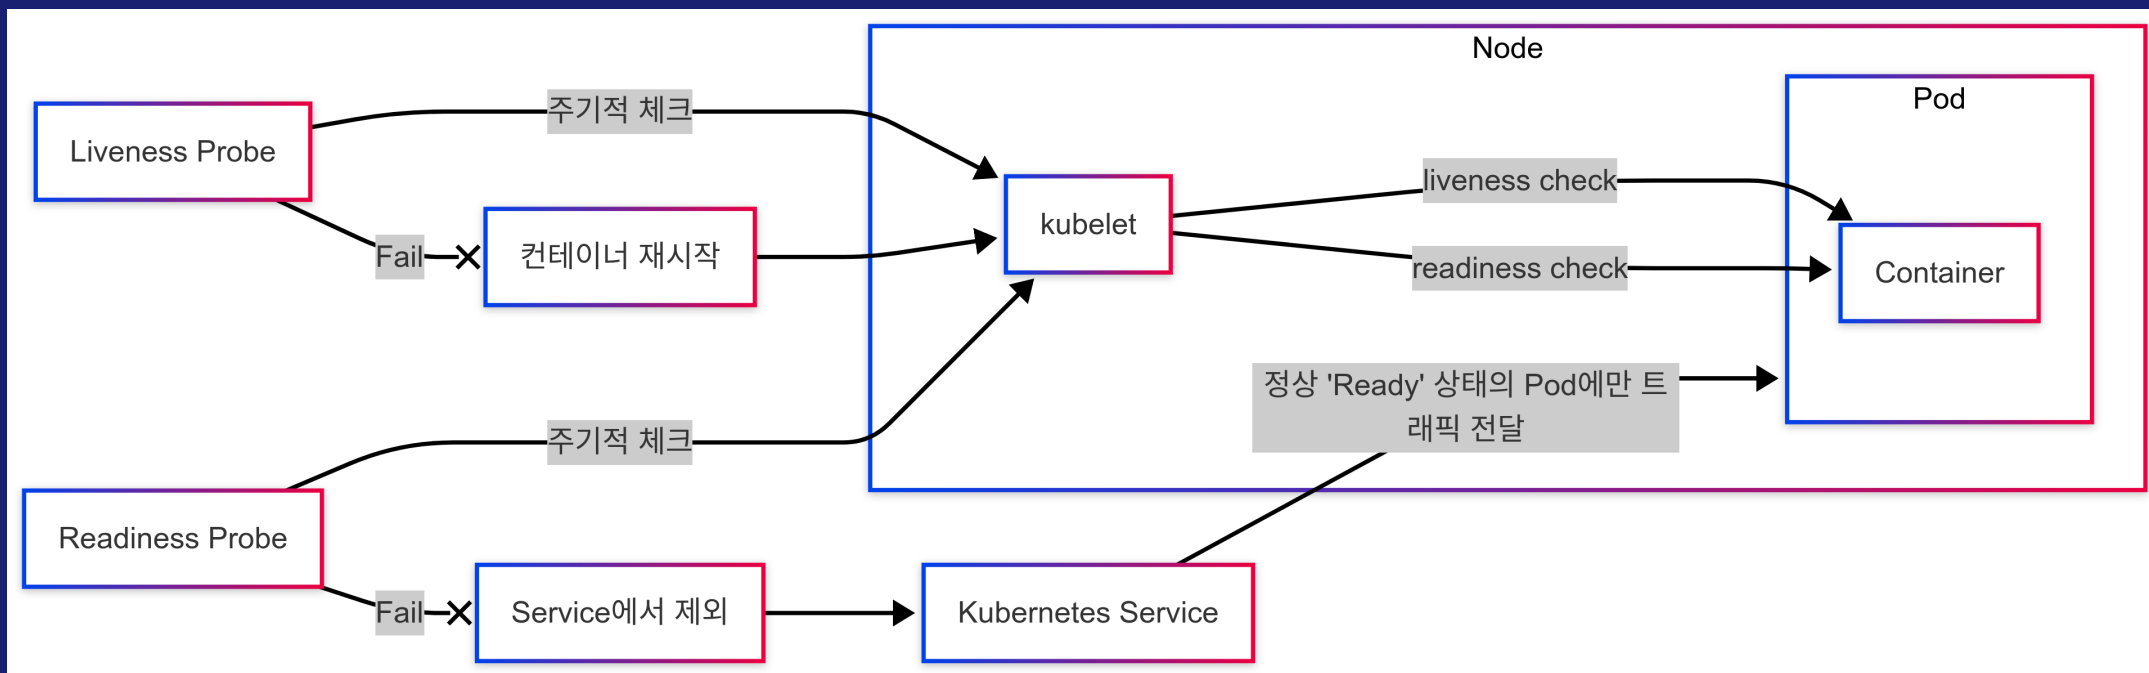 Node
Pod
Liveness Probe
주기적 체크
Fail
컨테이너 재시작
kubelet
liveness check
readiness check
Container
정상 'Ready' 상태의 Pod에만 트
래픽 전달
주기적 체크
Readiness Probe
Fail
Service에서 제외
Kubernetes Service